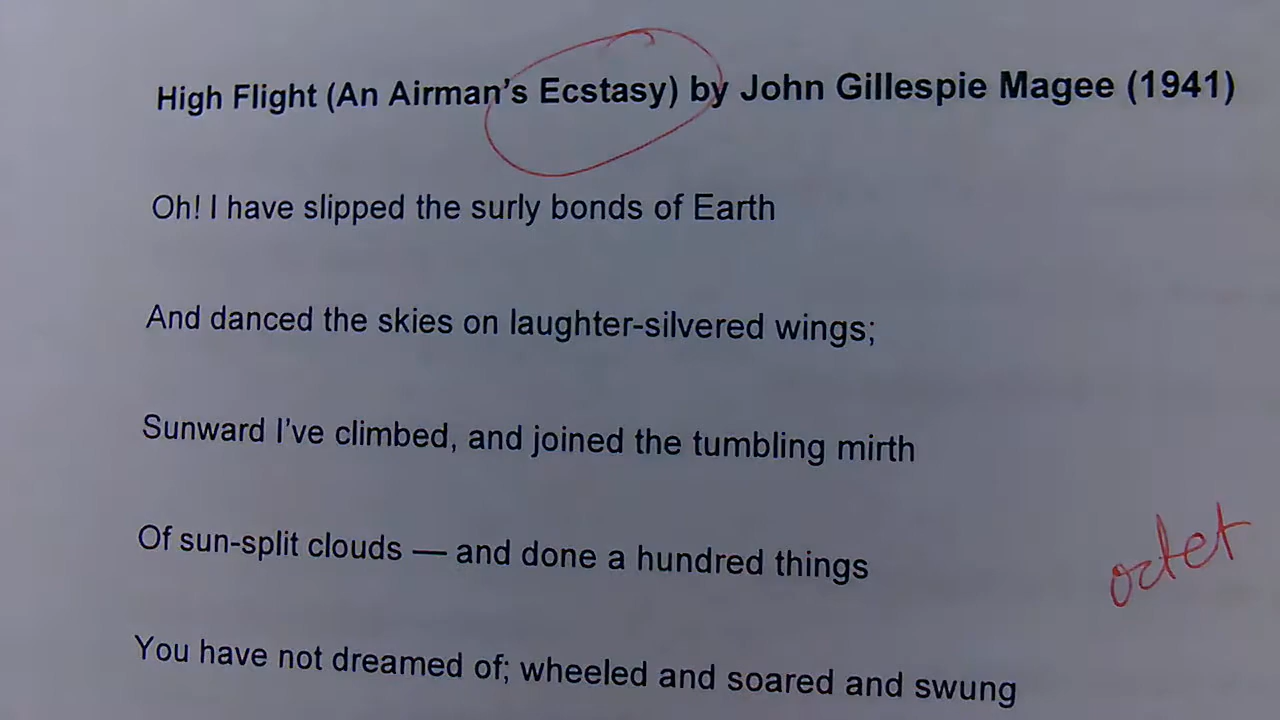 High Flight (An Airman's Ecstasy) by John Gillespie Magee (1941)
Oh! I have slipped the surly bonds of Earth
And danced the skies on laughter-silvered wings;
Sunward I've climbed, and joined the tumbling mirth
Of sun-split clouds — and done a hundred things
octet
You have not dreamed of; wheeled and soared and swung